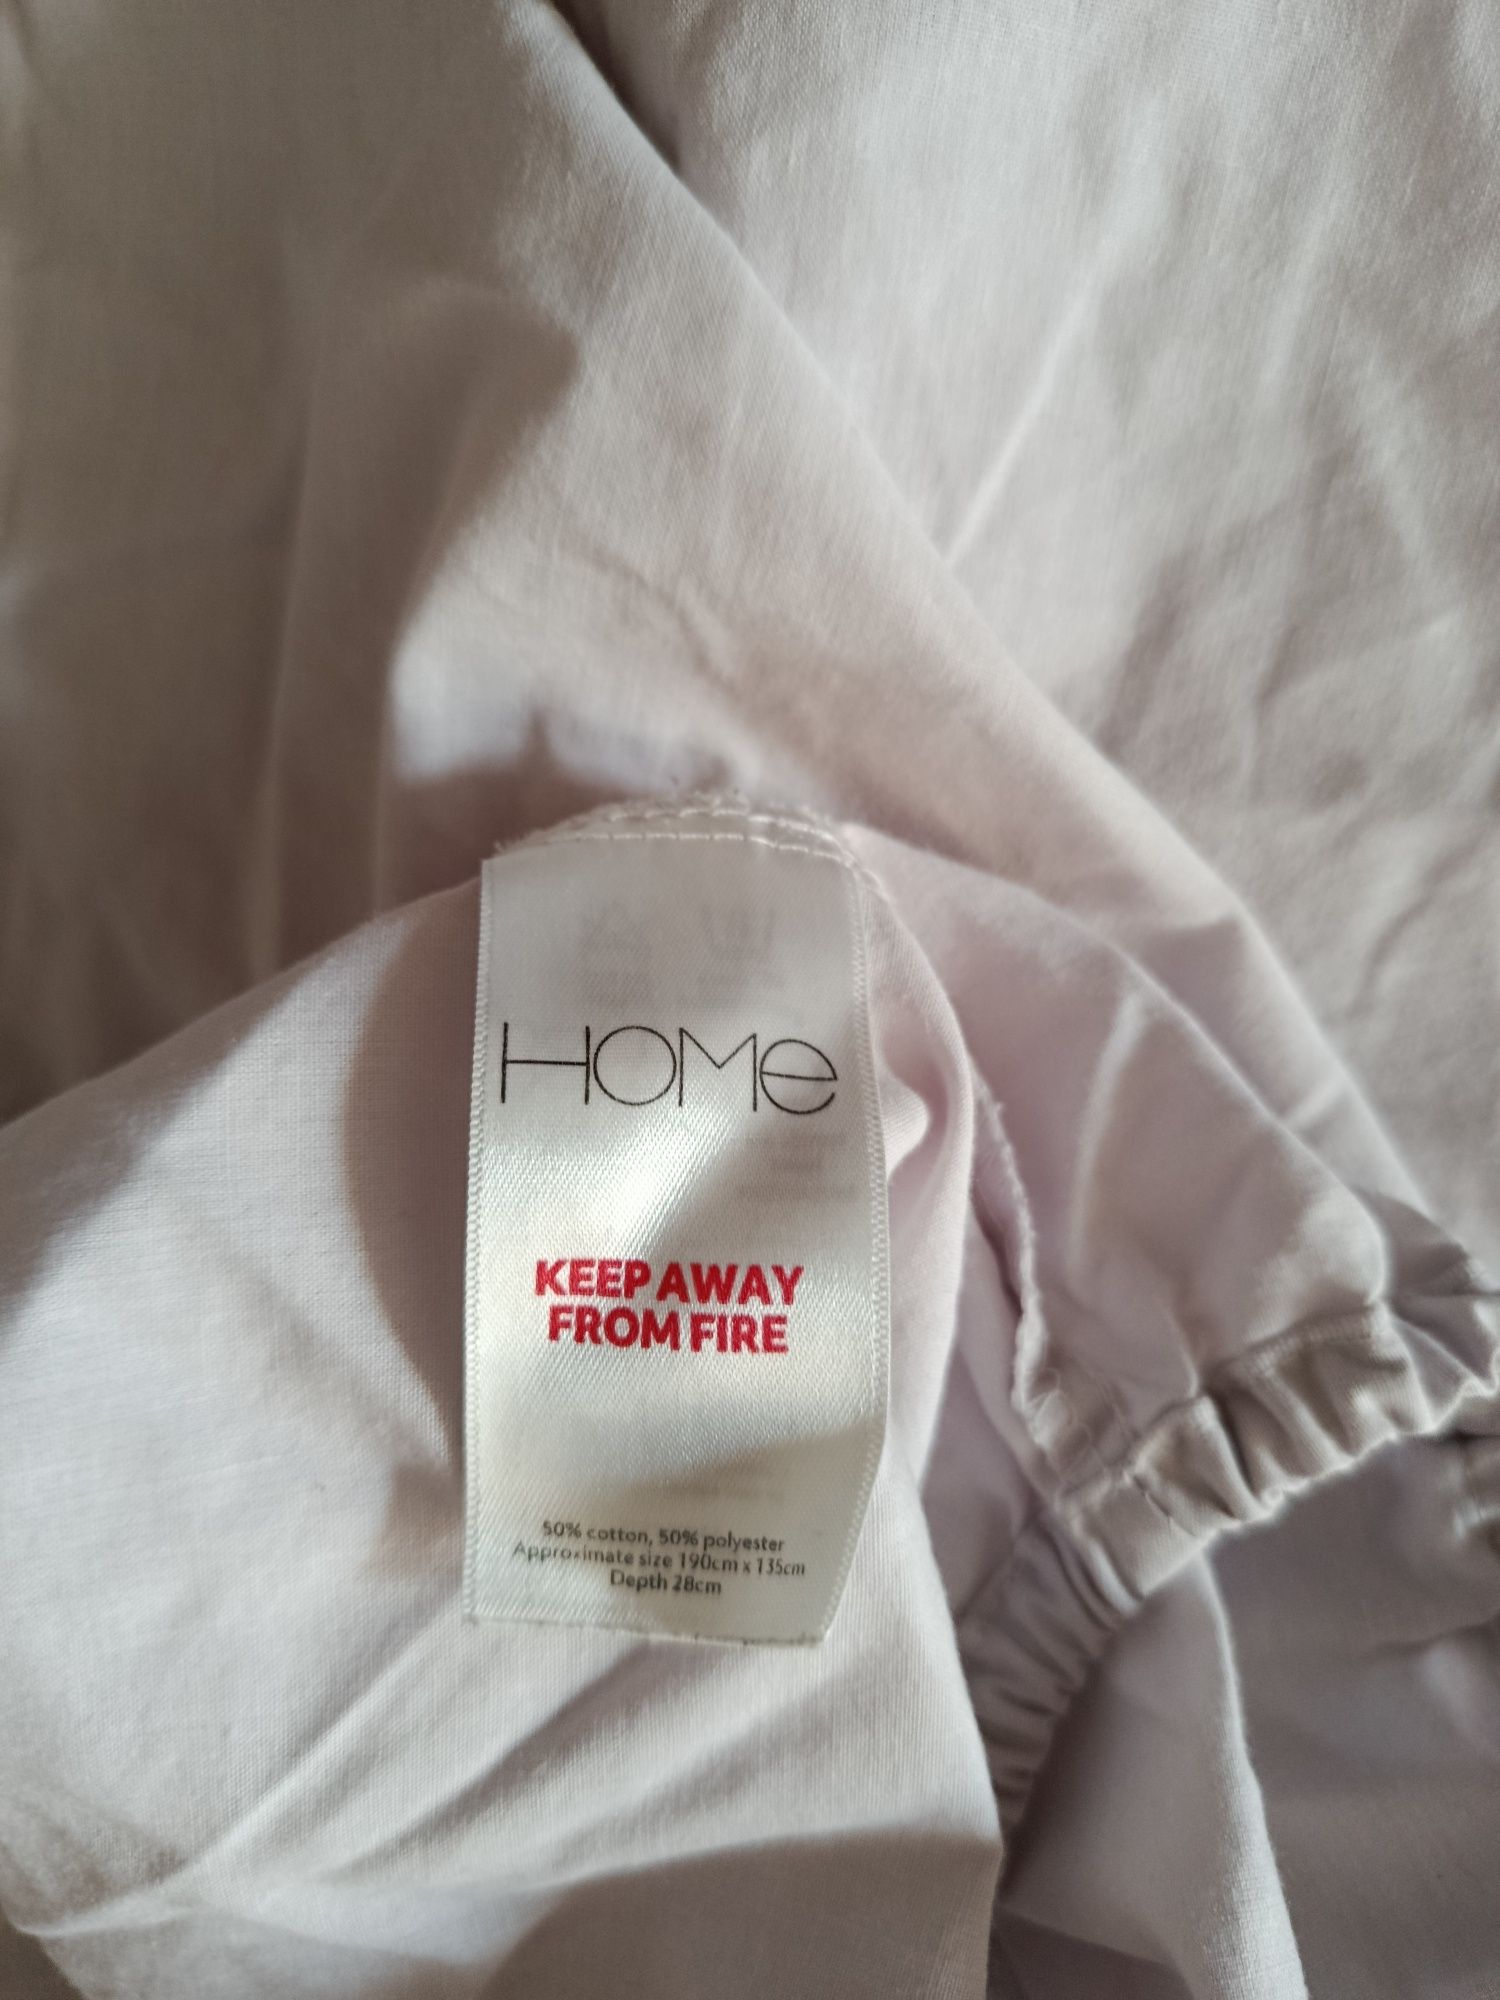 HOMe
KEEP AWAY
FROM FIRE
50% cotton, 50% polyester
Approximate size 190cm x 135cm
Depth 28cm